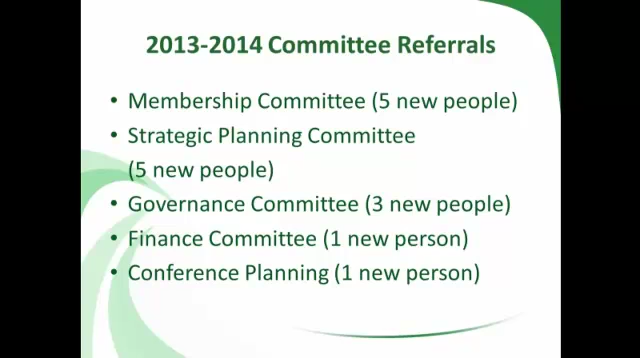 2013-2014 Committee Referrals
• Membership Committee (5 new people)
• Strategic Planning Committee
(5 new people)
• Governance Committee (3 new people)
• Finance Committee (1 new person)
• Conference Planning (1 new person)